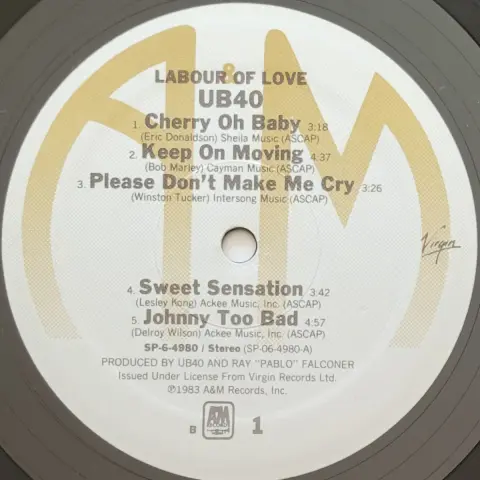 LABOUR OF LOVE
UB40
1. Cherry Oh Baby 3:18
(Eric Donaldson) Sheila Music (ASCAP)
2. Keep On Moving 4:37
(Bob Marley) Cayman Music (ASCAP)
3. Please Don't Make Me Cry 3:26
(Winston Tucker) Intersong Music (ASCAP)
Virgin
4. Sweet Sensation 3:42
(Lesley Kong) Ackee Music, Inc. (ASCAP)
5. Johnny Too Bad 4:57
(Delroy Wilson) Ackee Music, Inc. (ASCAP)
SP-6-4980 / Stereo (SP-06-4980-A)
PRODUCED BY UB40 AND RAY "PABLO" FALCONER
Issued Under License From Virgin Records Ltd.
℗1983 A&M Records, Inc.
B A&M RECORDS 1